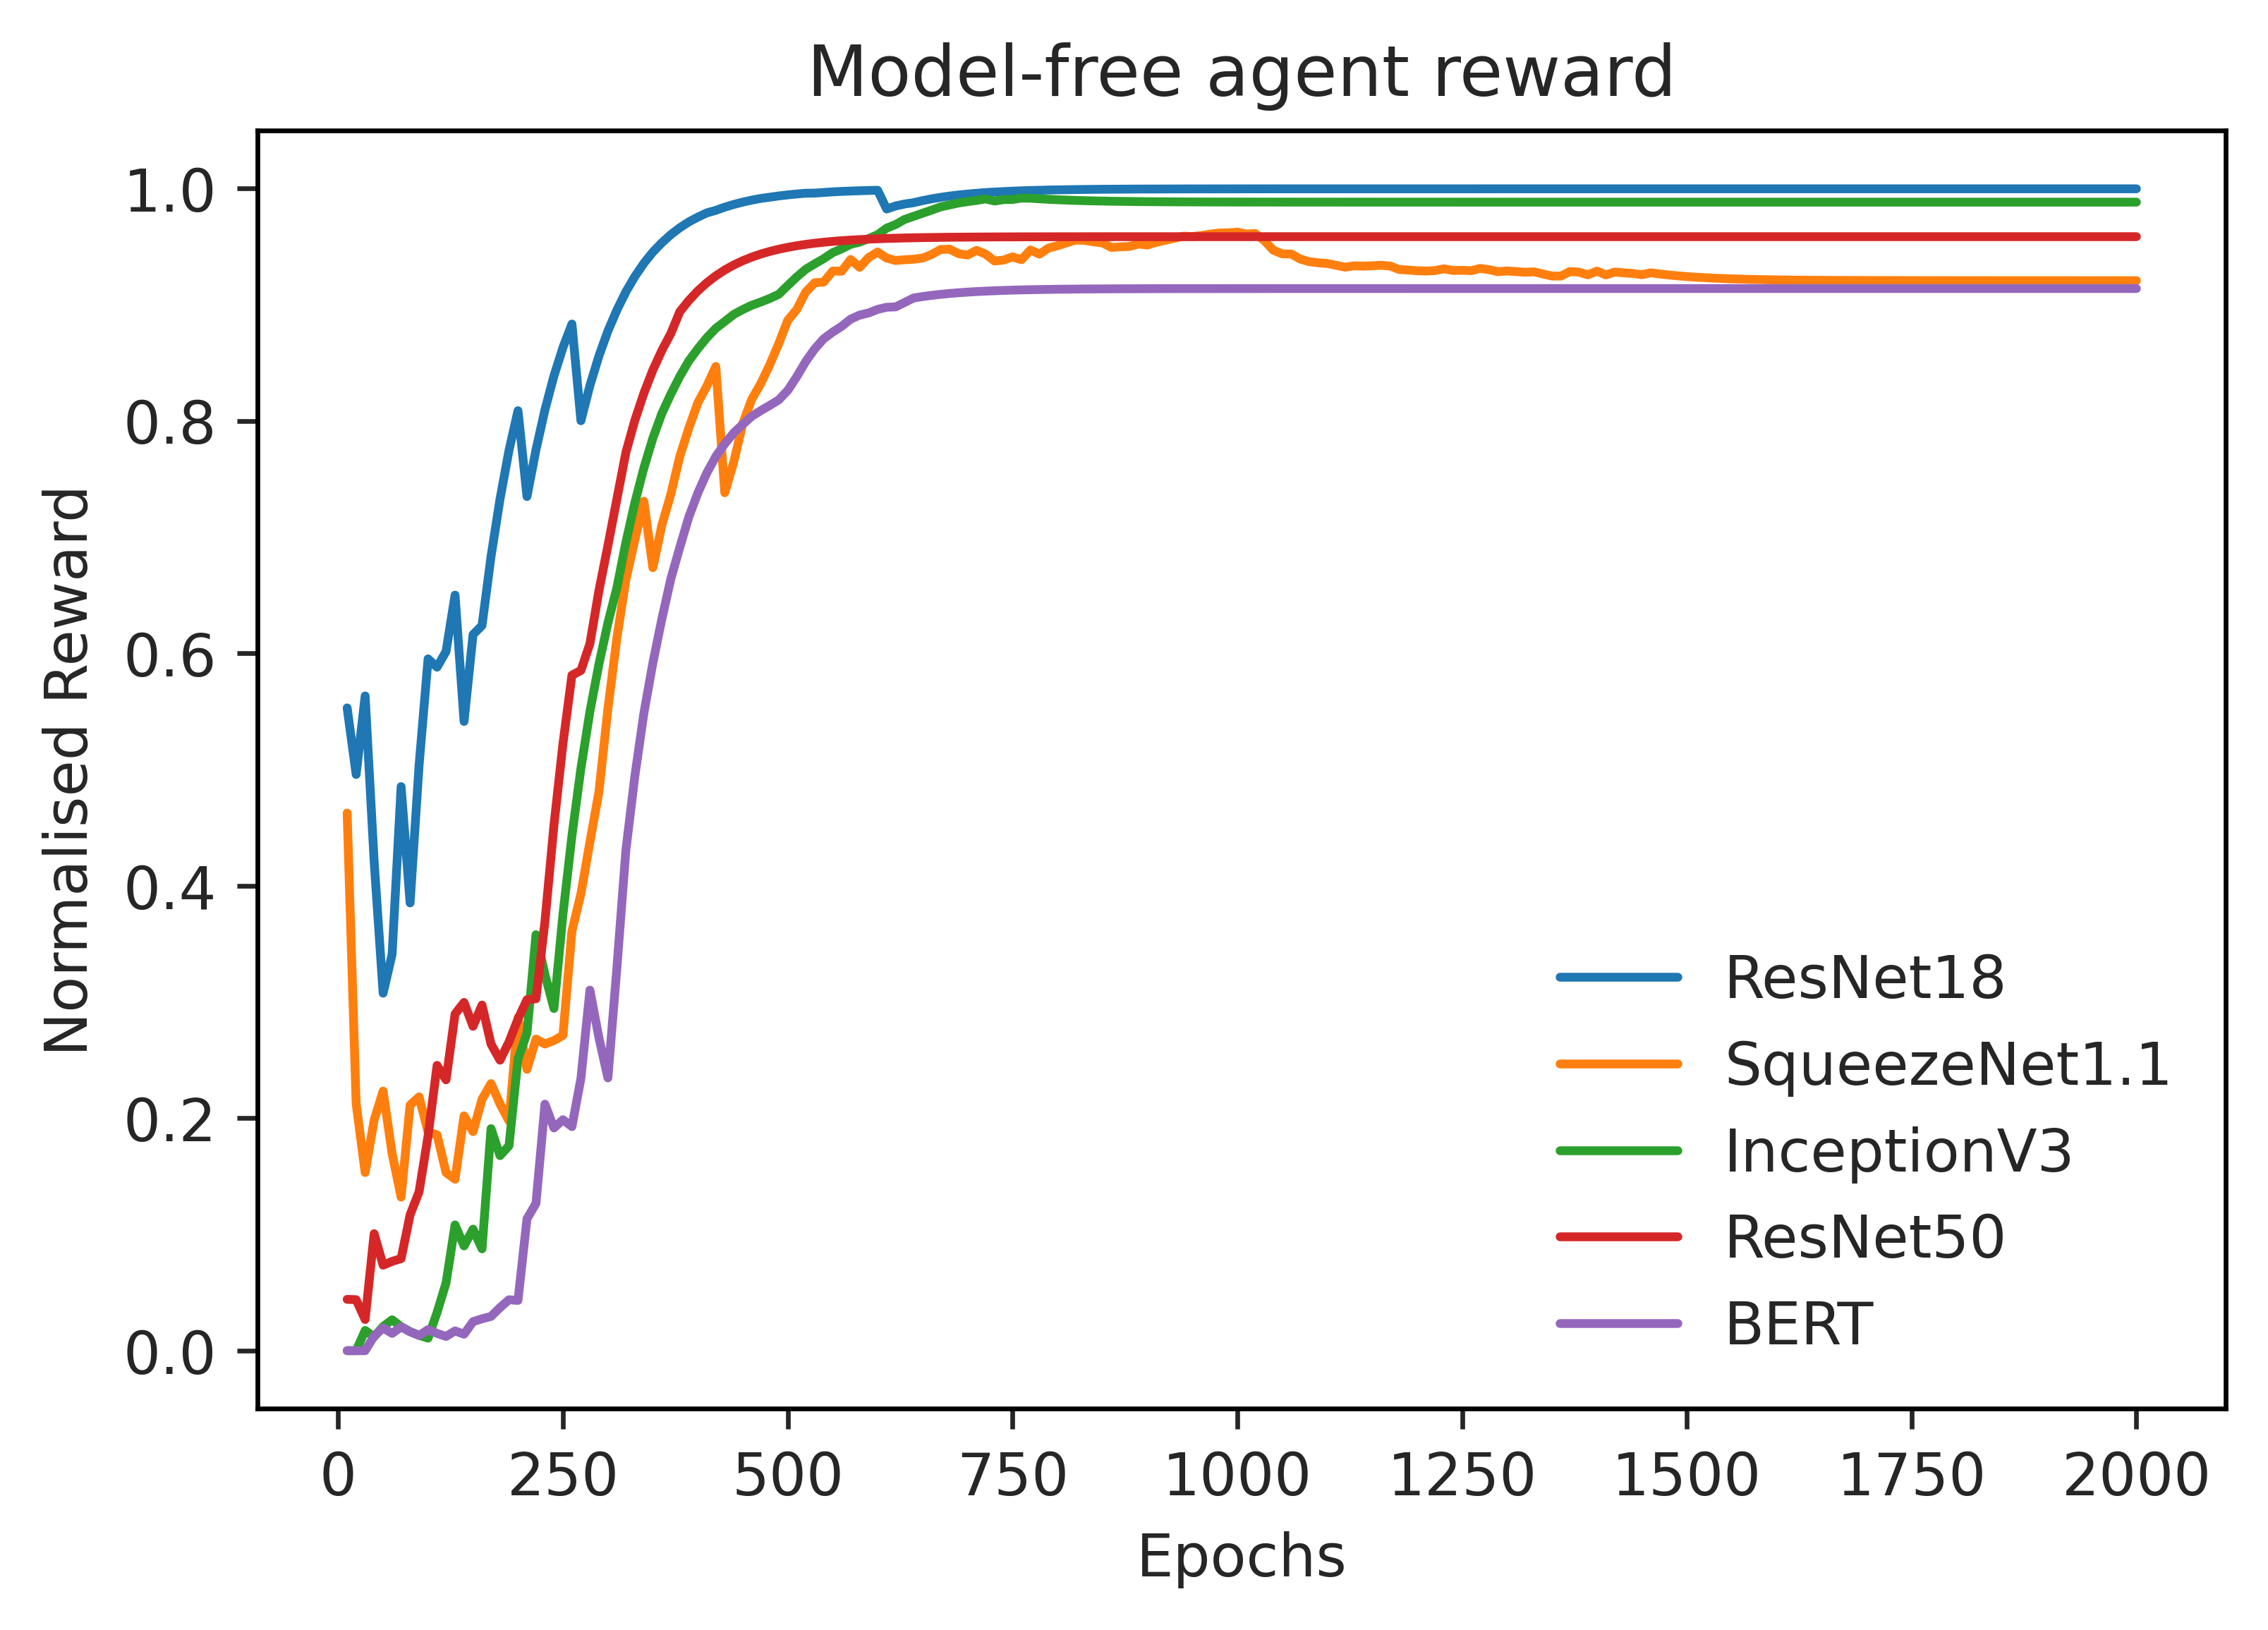 Model-free agent reward
Normalised Reward
1.0
0.8
0.6
0.4
0.2
0.0
ResNet18
SqueezeNet1.1
InceptionV3
ResNet50
BERT
0 250 500 750 1000 1250 1500 1750 2000
Epochs